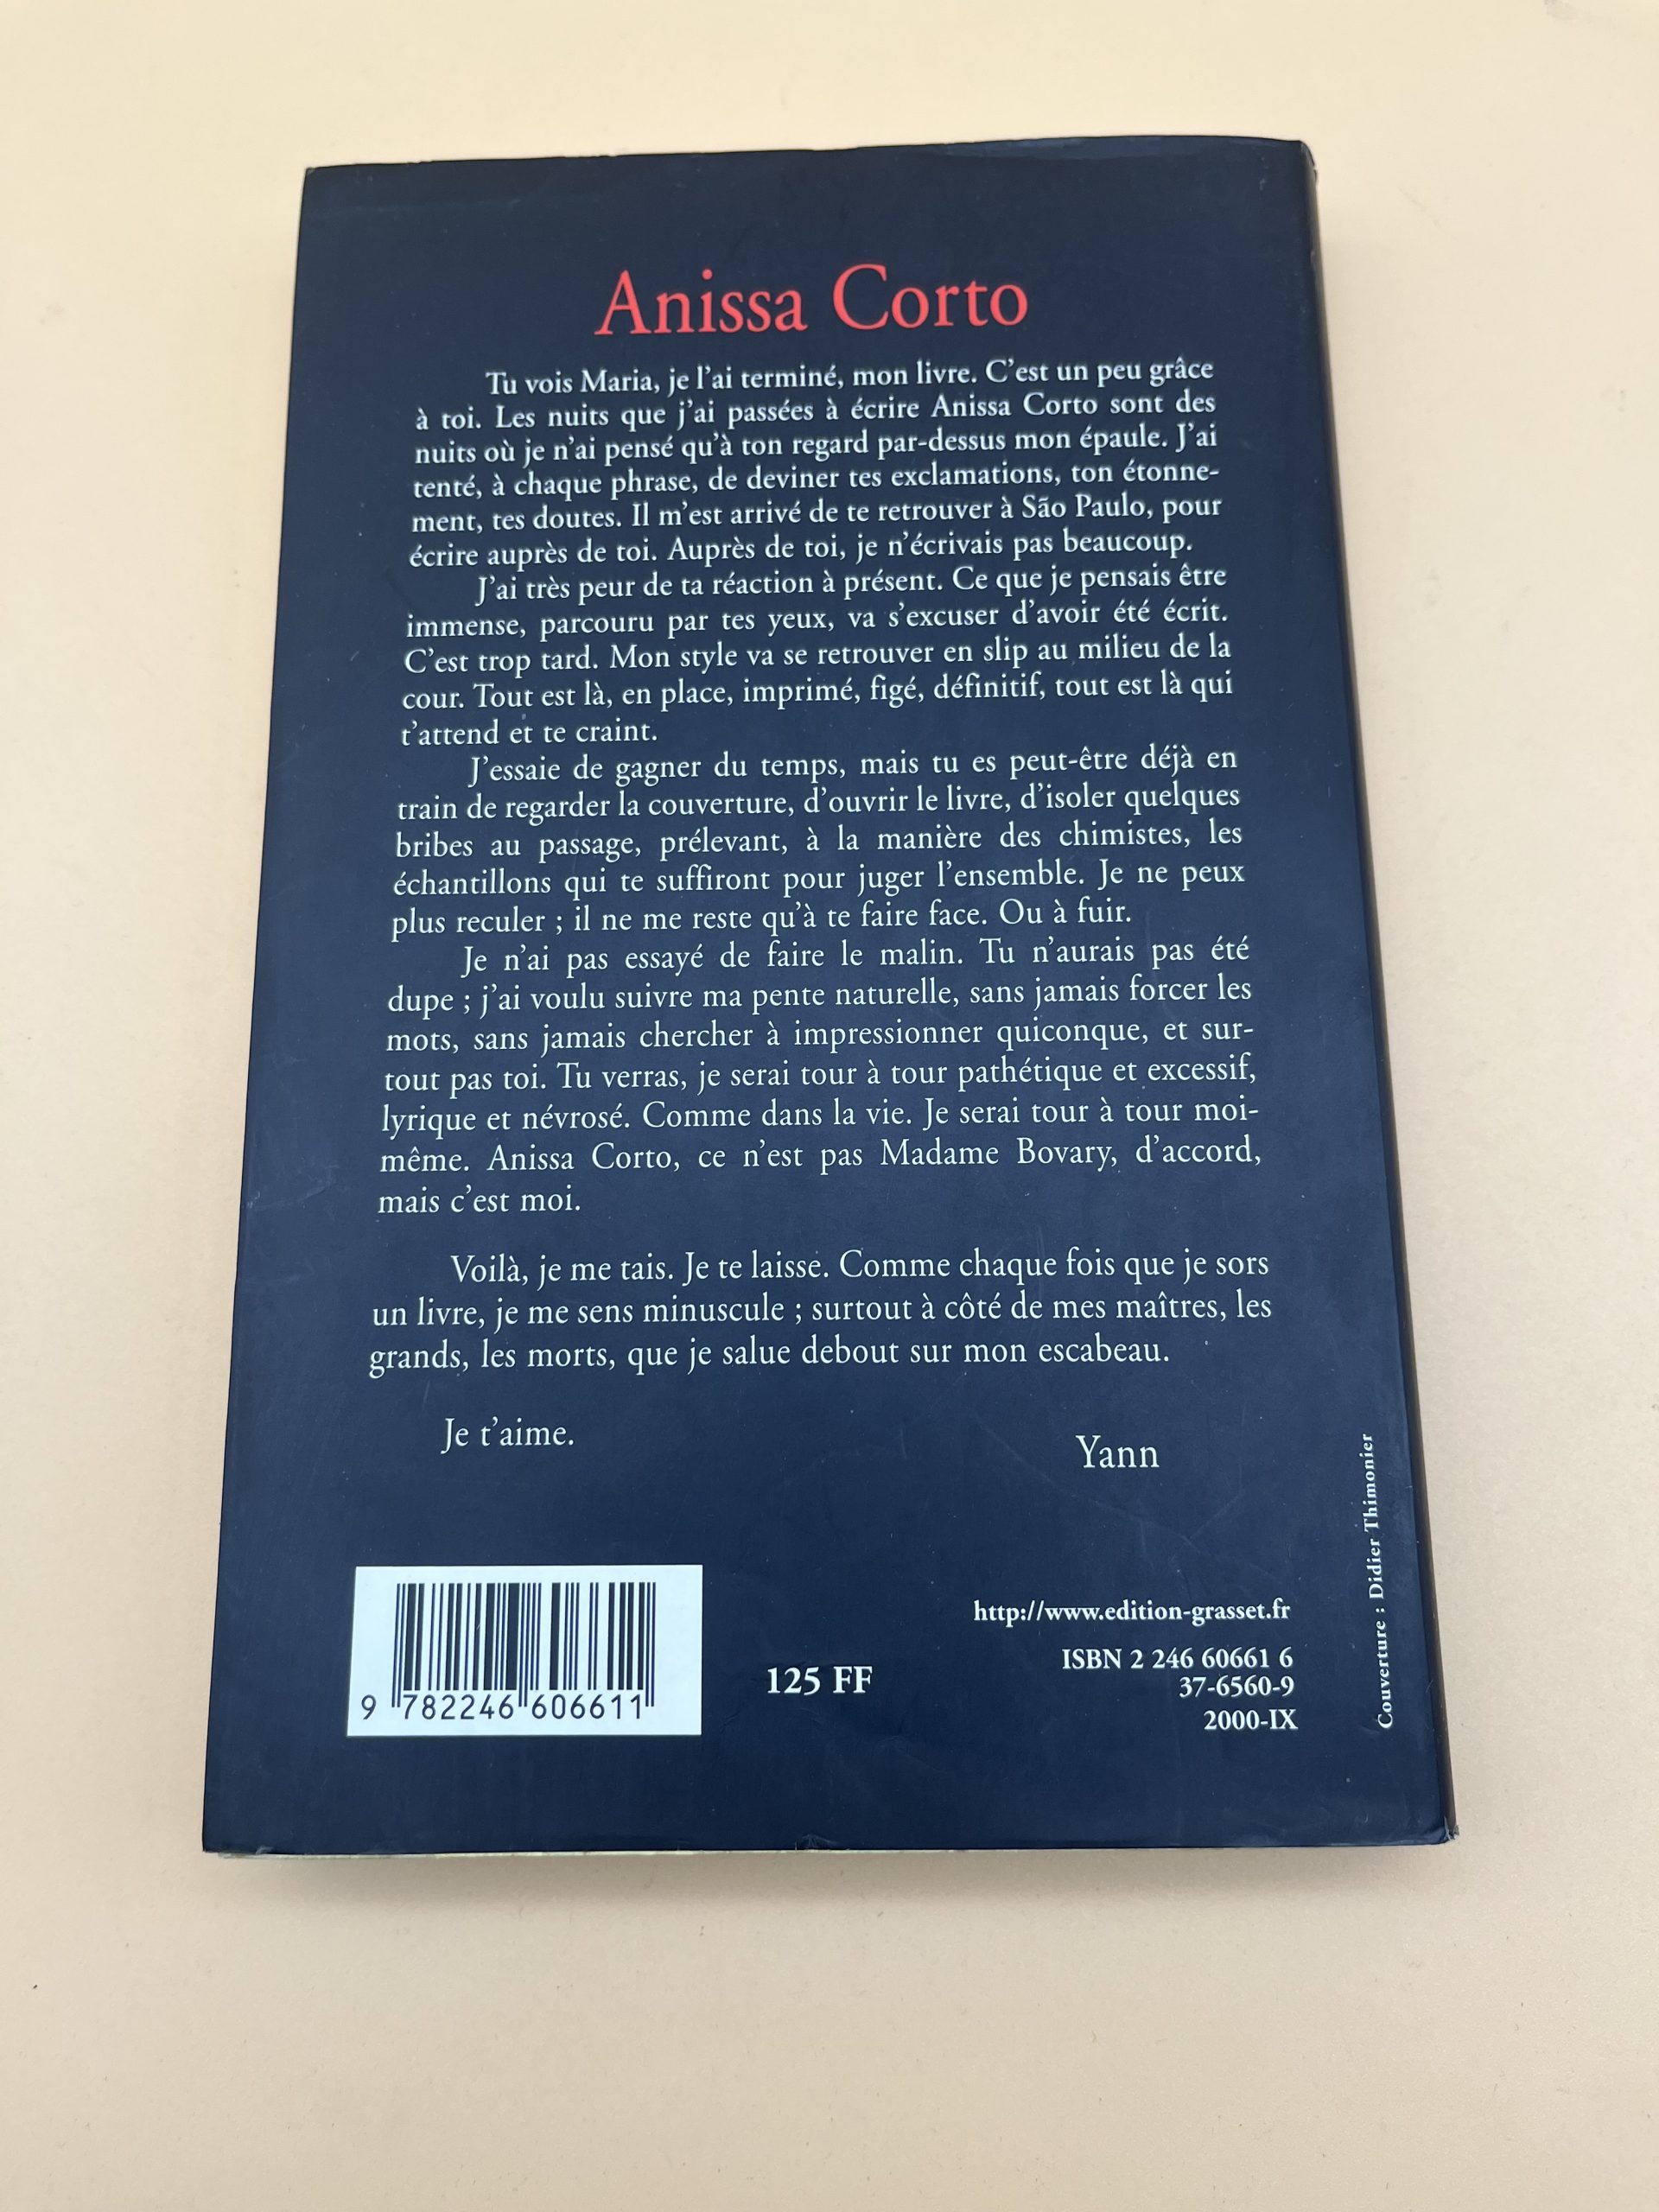 Anissa Corto
Tu vois Maria, je l'ai terminé, mon livre. C'est un peu grâce
à toi. Les nuits que j'ai passées à écrire Anissa Corto sont des
nuits où je n'ai pensé qu'à ton regard par-dessus mon épaule. J'ai
tenté, à chaque phrase, de deviner tes exclamations, ton étonne-
ment, tes doutes. Il m'est arrivé de te retrouver à São Paulo, pour
écrire auprès de toi. Auprès de toi, je n'écrivais pas beaucoup.
J'ai très peur de ta réaction à présent. Ce que je pensais être
immense, parcouru par tes yeux, va s'excuser d'avoir été écrit.
C'est trop tard. Mon style va se retrouver en slip au milieu de la
cour. Tout est là, en place, imprimé, figé, définitif, tout est là qui
t'attend et te craint.
J'essaie de gagner du temps, mais tu es peut-être déjà en
train de regarder la couverture, d'ouvrir le livre, d'isoler quelques
bribes au passage, prélevant, à la manière des chimistes, les
échantillons qui te suffiront pour juger l'ensemble. Je ne peux
plus reculer ; il ne me reste qu'à te faire face. Ou à fuir.
Je n'ai pas essayé de faire le malin. Tu n'aurais pas été
dupe ; j'ai voulu suivre ma pente naturelle, sans jamais forcer les
mots, sans jamais chercher à impressionner quiconque, et sur-
tout pas toi. Tu verras, je serai tour à tour pathétique et excessif,
lyrique et névrosé. Comme dans la vie. Je serai tour à tour moi-
même. Anissa Corto, ce n'est pas Madame Bovary, d'accord,
mais c'est moi.
Voilà, je me tais. Je te laisse. Comme chaque fois que je sors
un livre, je me sens minuscule ; surtout à côté de mes maîtres, les
grands, les morts, que je salue debout sur mon escabeau.
Je t'aime.
Yann
Couverture : Didier Thimonier
9 782246 606611
125 FF
http://www.edition-grasset.fr
ISBN 2 246 60661 6
37-6560-9
2000-IX